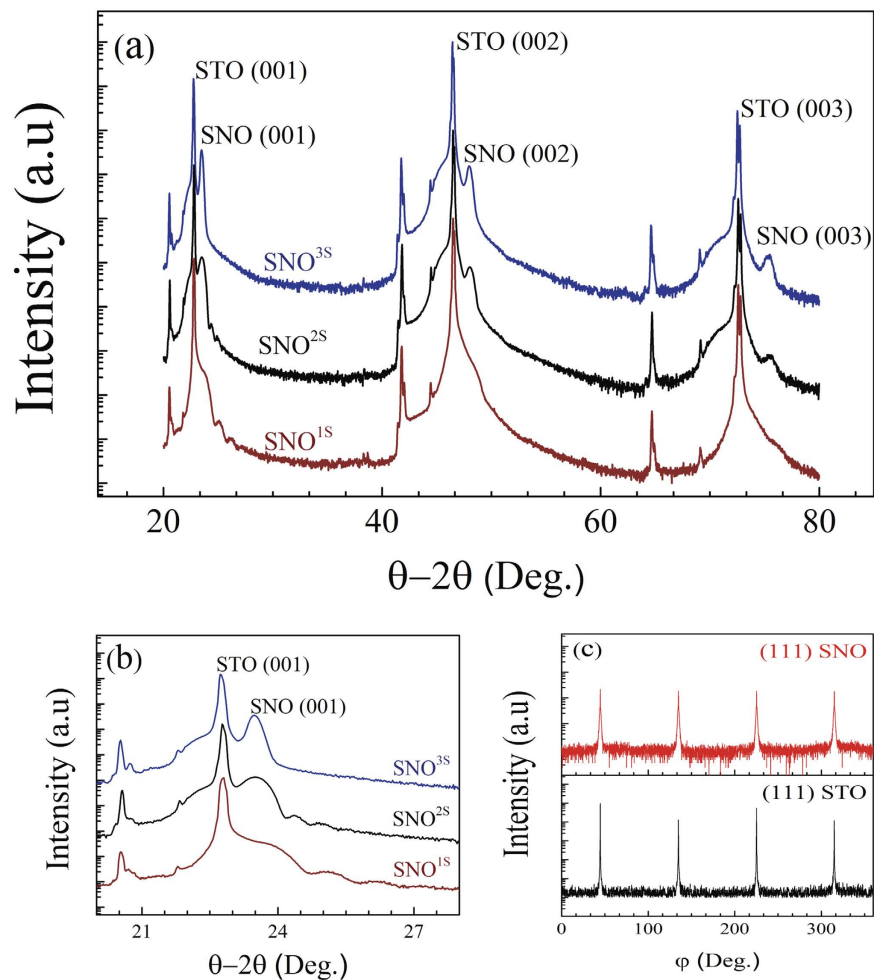 (a)
STO (001)
SNO (001)
STO (002)
SNO (002)
STO (003)
SNO (003)
SNO3S
SNO2S
SNO1S
Intensity (a.u)
20 40 60 80
θ–2θ (Deg.)
(b)
STO (001)
SNO (001)
SNO3S
SNO2S
SNO1S
Intensity (a.u)
21 24 27
θ–2θ (Deg.)
(c)
(111) SNO
(111) STO
Intensity (a.u)
0 100 200 300
φ (Deg.)